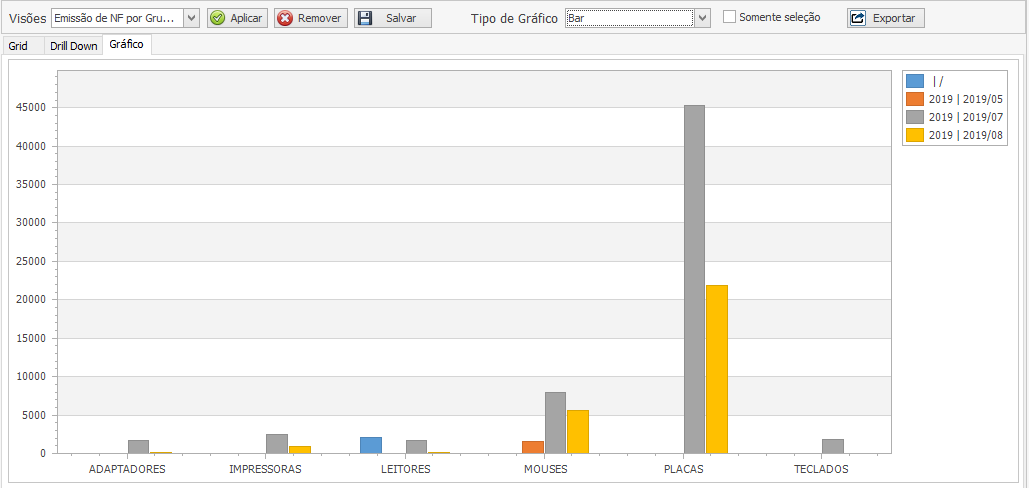 Visões Emissão de NF por Gru... Aplicar Remover Salvar Tipo de Gráfico Bar Somente seleção Exportar
Grid Drill Down Gráfico
45000
40000
35000
30000
25000
20000
15000
10000
5000
0
ADAPTADORES IMPRESSORAS LEITORES MOUSES PLACAS TECLADOS
| /
2019 | 2019/05
2019 | 2019/07
2019 | 2019/08